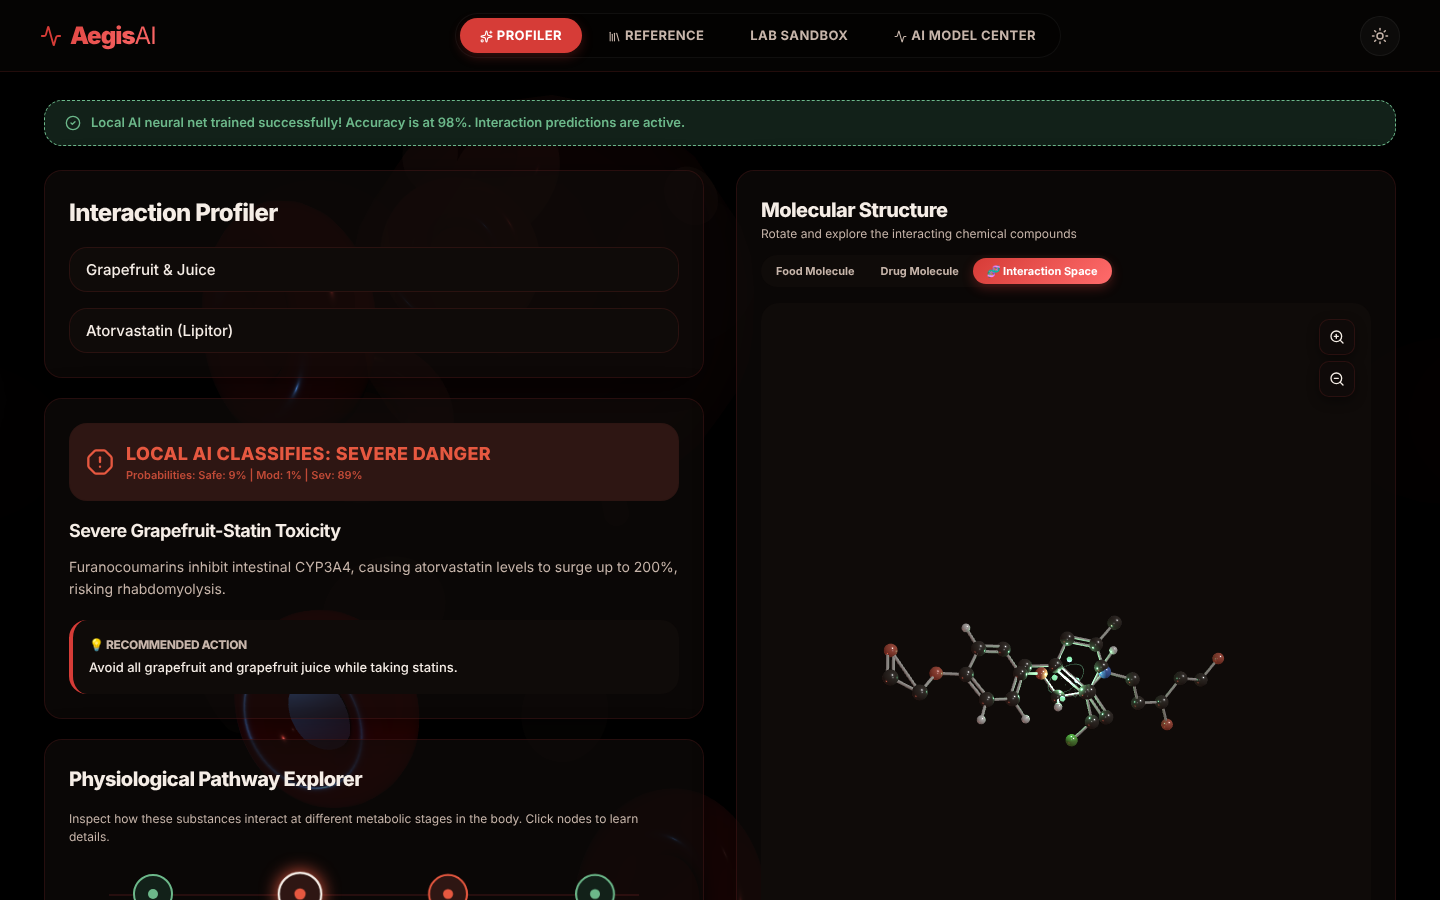 AegisAI
PROFILER
REFERENCE
LAB SANDBOX
AI MODEL CENTER
Local AI neural net trained successfully! Accuracy is at 98%. Interaction predictions are active.
Interaction Profiler
Grapefruit & Juice
Atorvastatin (Lipitor)
LOCAL AI CLASSIFIES: SEVERE DANGER
Probabilities: Safe: 9% | Mod: 1% | Sev: 89%
Severe Grapefruit-Statin Toxicity
Furanocoumarins inhibit intestinal CYP3A4, causing atorvastatin levels to surge up to 200%,
risking rhabdomyolysis.
💡 RECOMMENDED ACTION
Avoid all grapefruit and grapefruit juice while taking statins.
Physiological Pathway Explorer
Inspect how these substances interact at different metabolic stages in the body. Click nodes to learn
details.
Molecular Structure
Rotate and explore the interacting chemical compounds
Food Molecule
Drug Molecule
🧬 Interaction Space